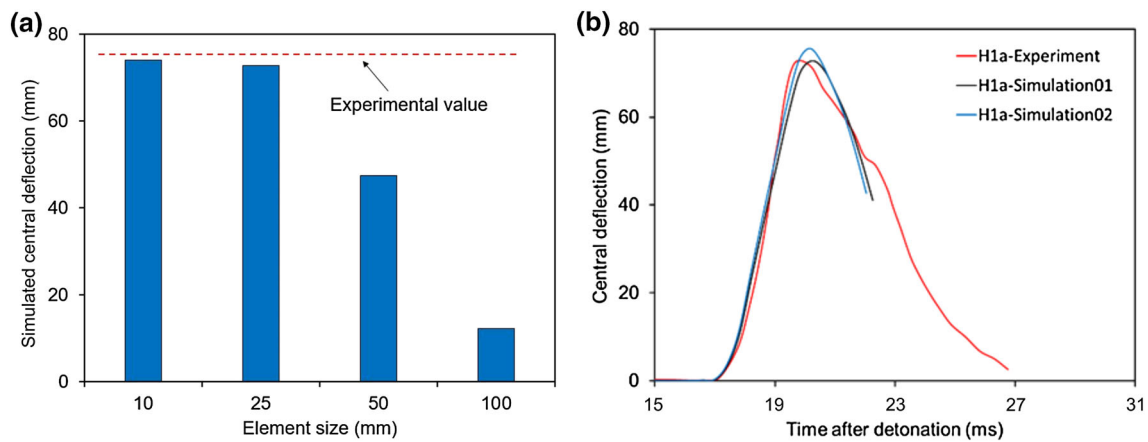 (a)
80
60
40
20
0
Simulated central deflection (mm)
Experimental value
10 25 50 100
Element size (mm)
(b)
80
60
40
20
0
Central deflection (mm)
H1a-Experiment
H1a-Simulation01
H1a-Simulation02
15 19 23 27 31
Time after detonation (ms)